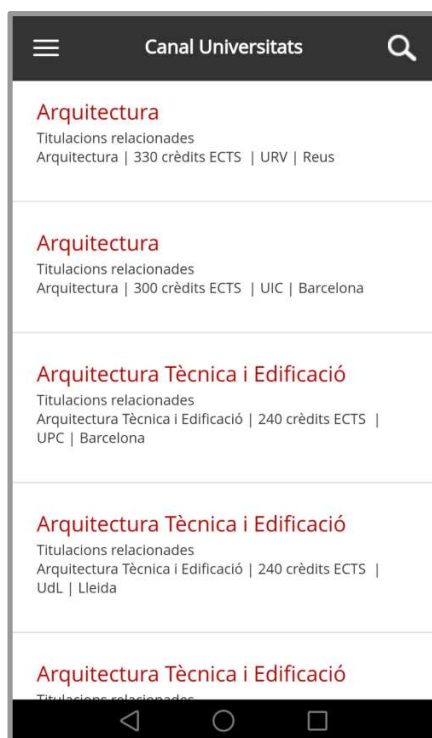 Canal Universitats
Arquitectura
Titulacions relacionades
Arquitectura | 330 crèdits ECTS | URV | Reus
Arquitectura
Titulacions relacionades
Arquitectura | 300 crèdits ECTS | UIC | Barcelona
Arquitectura Tècnica i Edificació
Titulacions relacionades
Arquitectura Tècnica i Edificació | 240 crèdits ECTS |
UPC | Barcelona
Arquitectura Tècnica i Edificació
Titulacions relacionades
Arquitectura Tècnica i Edificació | 240 crèdits ECTS |
UdL | Lleida
Arquitectura Tècnica i Edificació
Titulacions relacionades